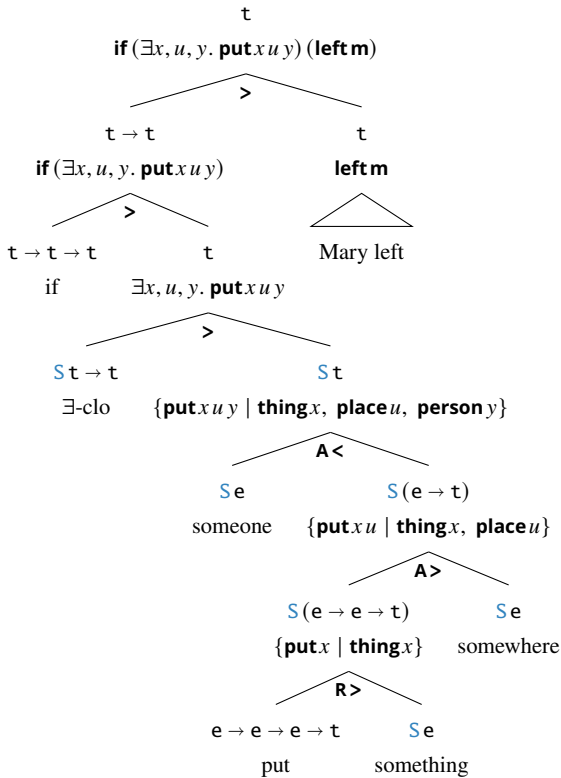 t
if (∃x, u, y. put x u y) (left m)
>
t → t t
if (∃x, u, y. put x u y) left m
>
t → t → t t Mary left
if ∃x, u, y. put x u y
>
S t → t S t
∃-clo {put x u y | thing x, place u, person y}
A <
S e S (e → t)
someone {put x u | thing x, place u}
A >
S (e → e → t) S e
{put x | thing x} somewhere
R >
e → e → e → t S e
put something